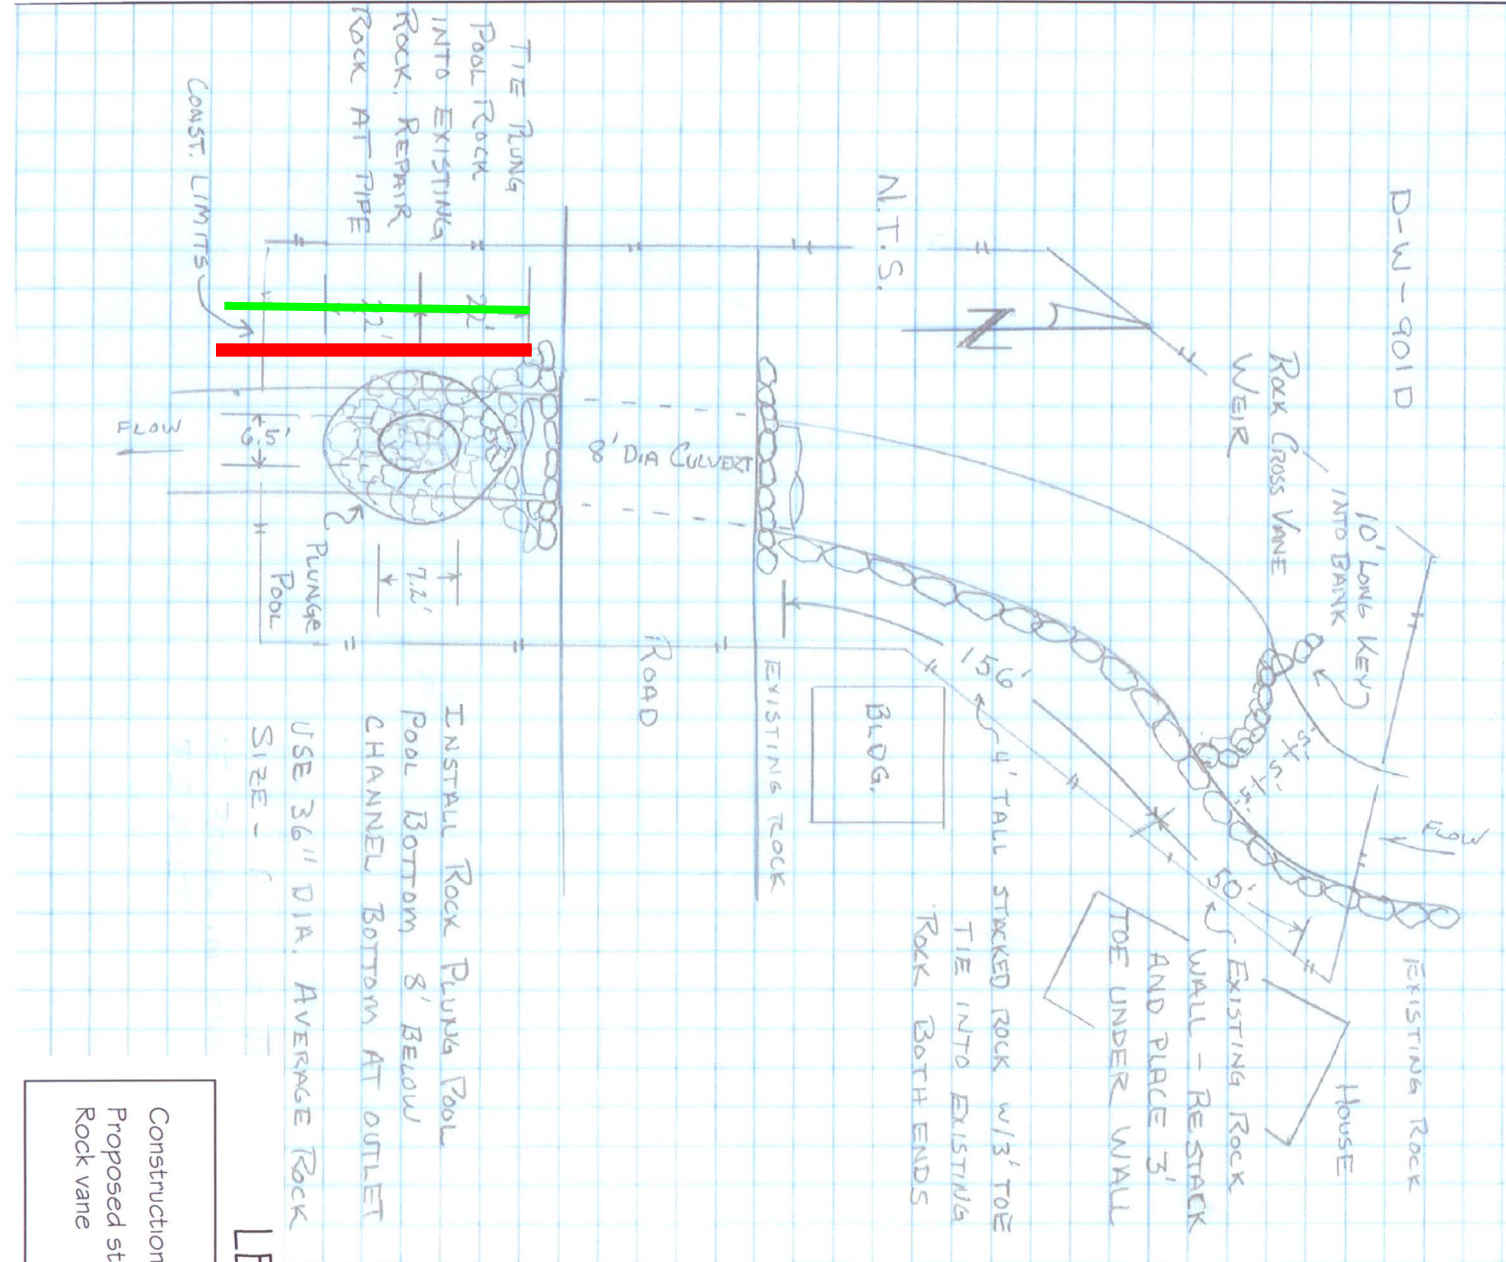 D-W-901D
ROCK CROSS VANE
WEIR
10' LONG KEY
INTO BANK
N.T.S.
N
TIE PLUNG
POOL ROCK
INTO EXISTING
ROCK. REPAIR
ROCK AT PIPE
CONST. LIMITS
22'
FLOW
8' DIA CULVERT
PLUNGE
POOL
7.2'
ROAD
EXISTING ROCK
BLDG.
156'
5'
5'
5'
50'
FLOW
4' TALL STACKED ROCK W/3' TOE
TIE INTO EXISTING
ROCK BOTH ENDS
EXISTING ROCK
WALL - RESTACK
AND PLACE 3'
TOE UNDER WALL
EXISTING ROCK
HOUSE
INSTALL ROCK PLUNG POOL
POOL BOTTOM 8' BELOW
CHANNEL BOTTOM AT OUTLET
USE 36" DIA. AVERAGE ROCK
SIZE -
Construction
Proposed st
Rock vane
LE